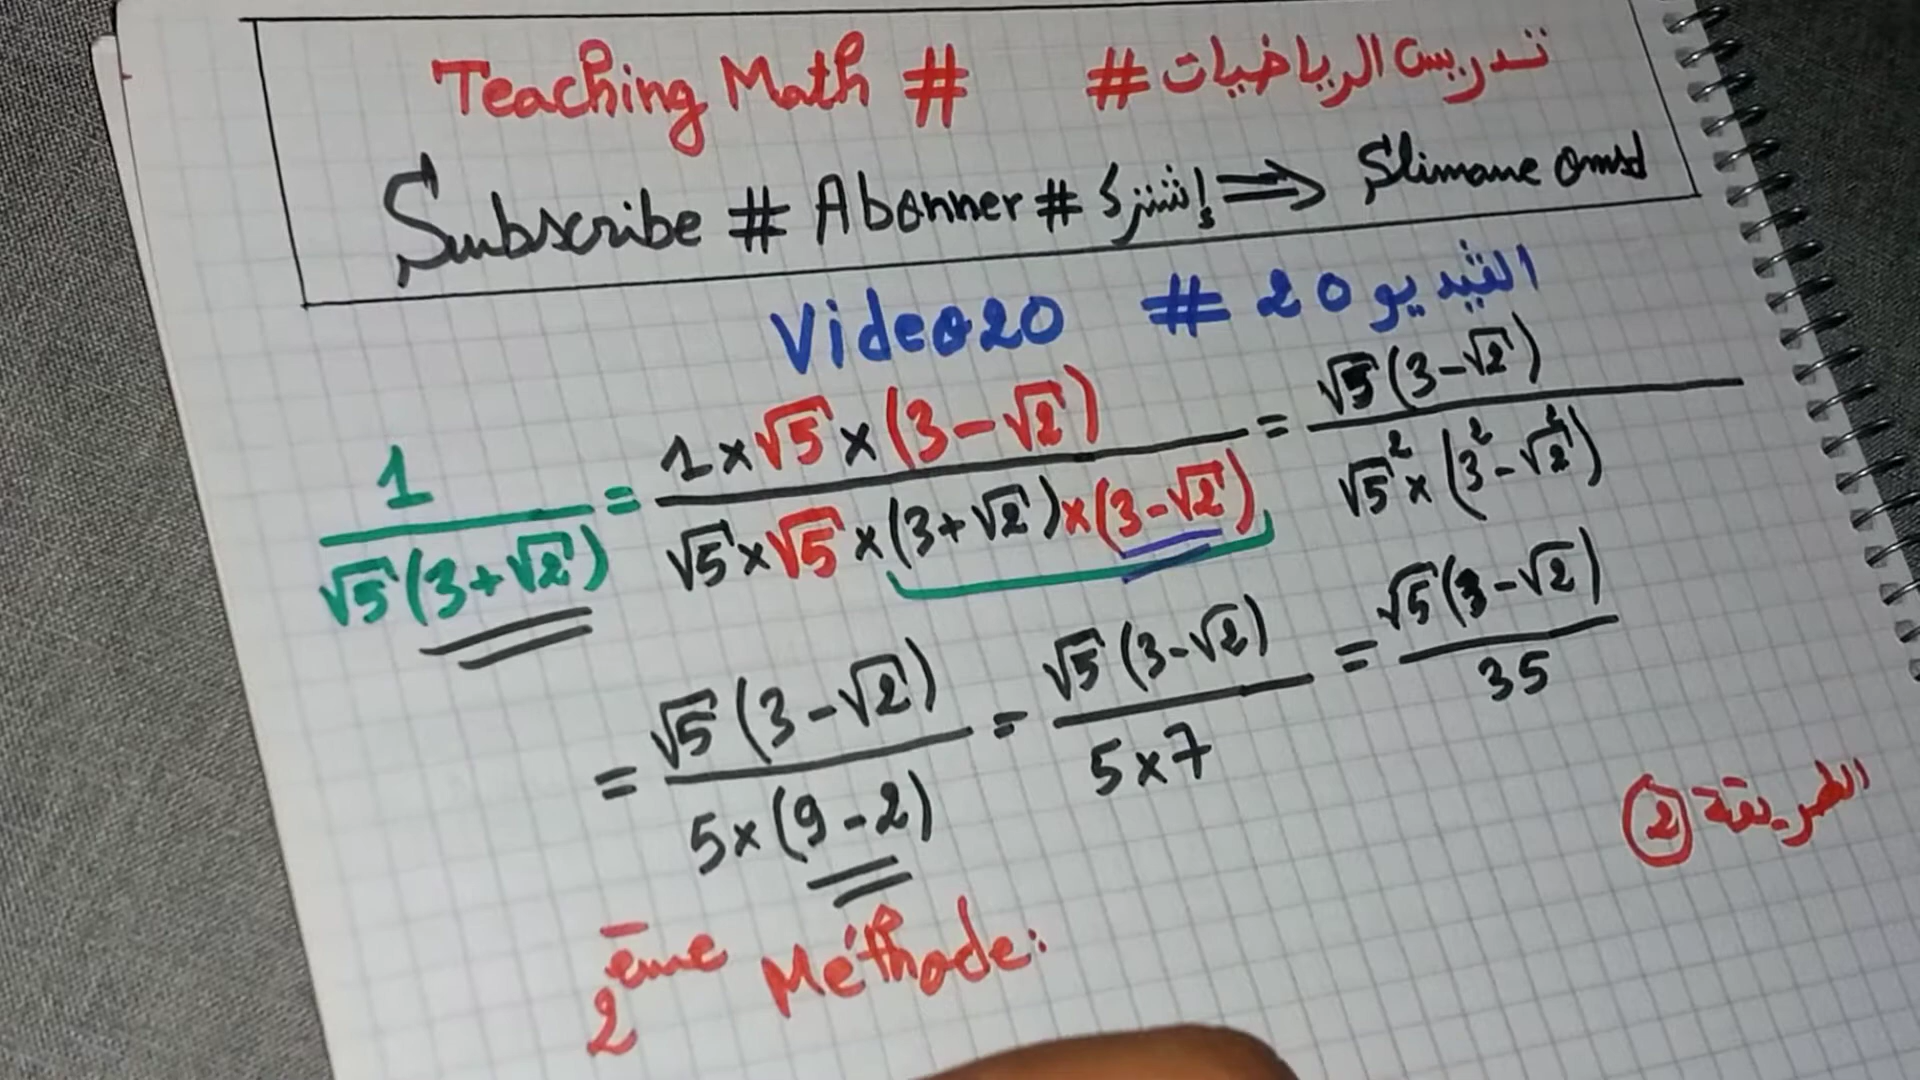 Teaching Math # # تدريس الرياضيات
Subscribe # Abonner # إشترك ⇒ Slimane Omsd
Video 20 # 20 الفيديو
1/(√5(3+√2)) = (1×√5×(3-√2))/(√5×√5×(3+√2)×(3-√2)) = (√5(3-√2))/(√5²×(3²-√2²))
= (√5(3-√2))/(5×(9-2)) = (√5(3-√2))/(5×7) = (√5(3-√2))/35
الطريقة 2
2ème Méthode: